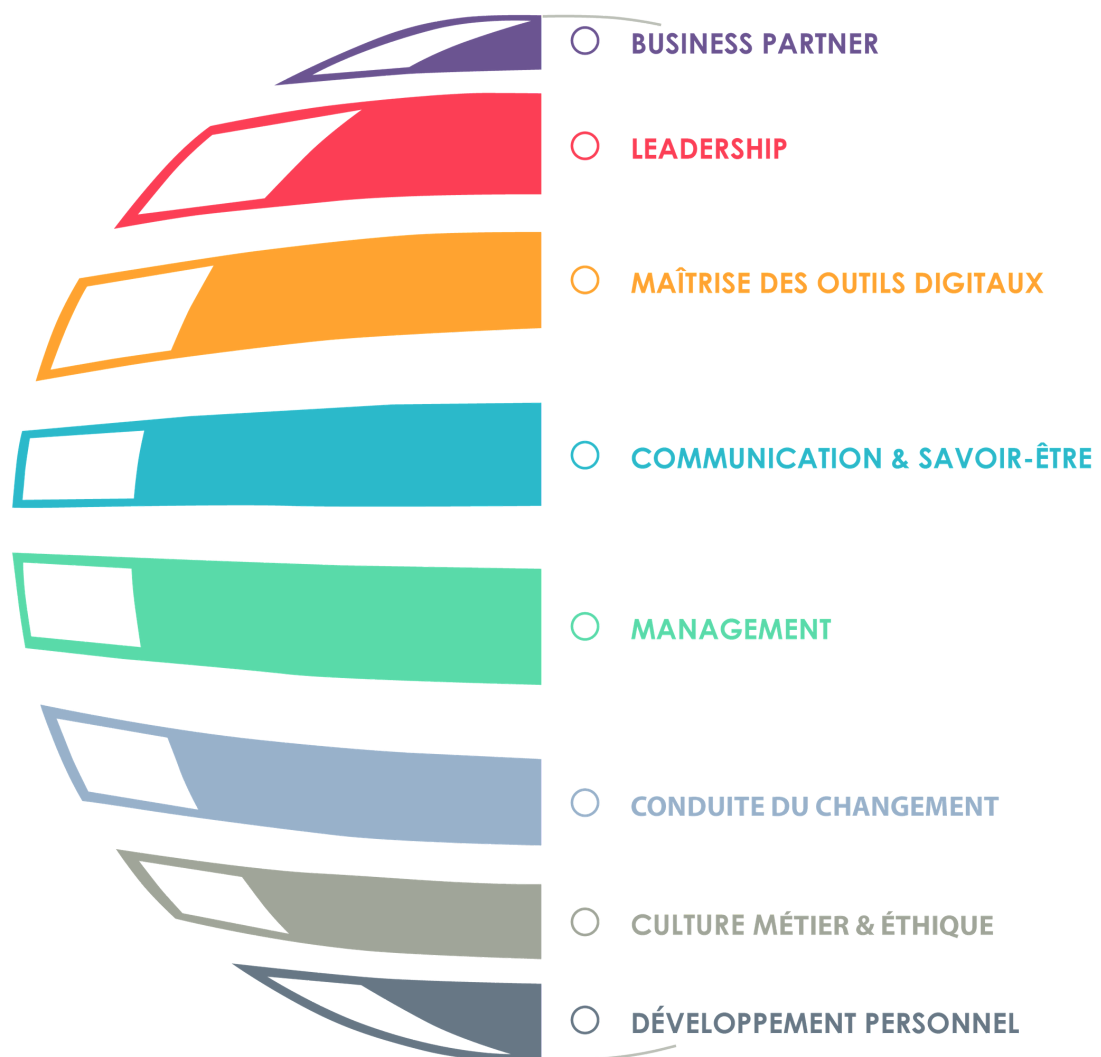 BUSINESS PARTNER
LEADERSHIP
MAÎTRISE DES OUTILS DIGITAUX
COMMUNICATION & SAVOIR-ÊTRE
MANAGEMENT
CONDUITE DU CHANGEMENT
CULTURE MÉTIER & ÉTHIQUE
DÉVELOPPEMENT PERSONNEL